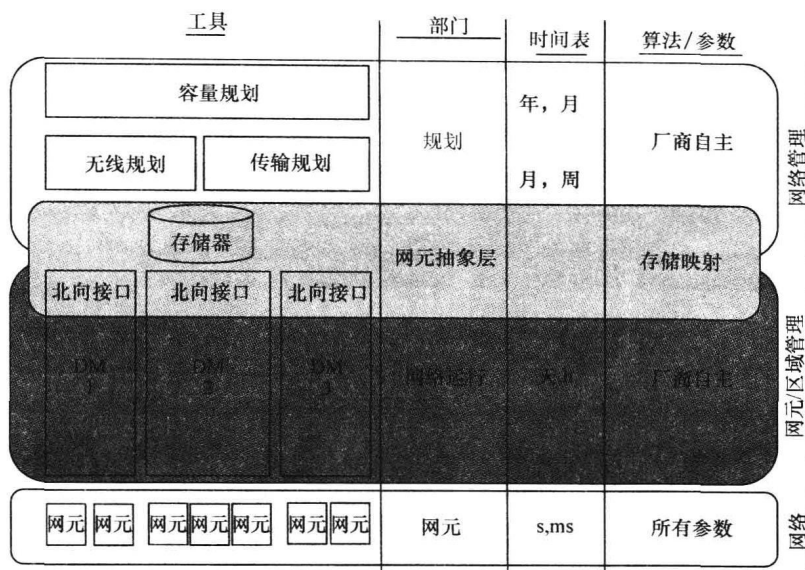 工具 部门 时间表 算法/参数
容量规划
年，月
无线规划 传输规划 规划 厂商自主
月，周
网络管理
存储器
网元抽象层 存储映射
北向接口 北向接口 北向接口
DM DM DM 网络运行 天,h 厂商自主
2 3
网元/区域管理
网元 网元 网元 网元 网元 网元 网元 网元 s,ms 所有参数
网络